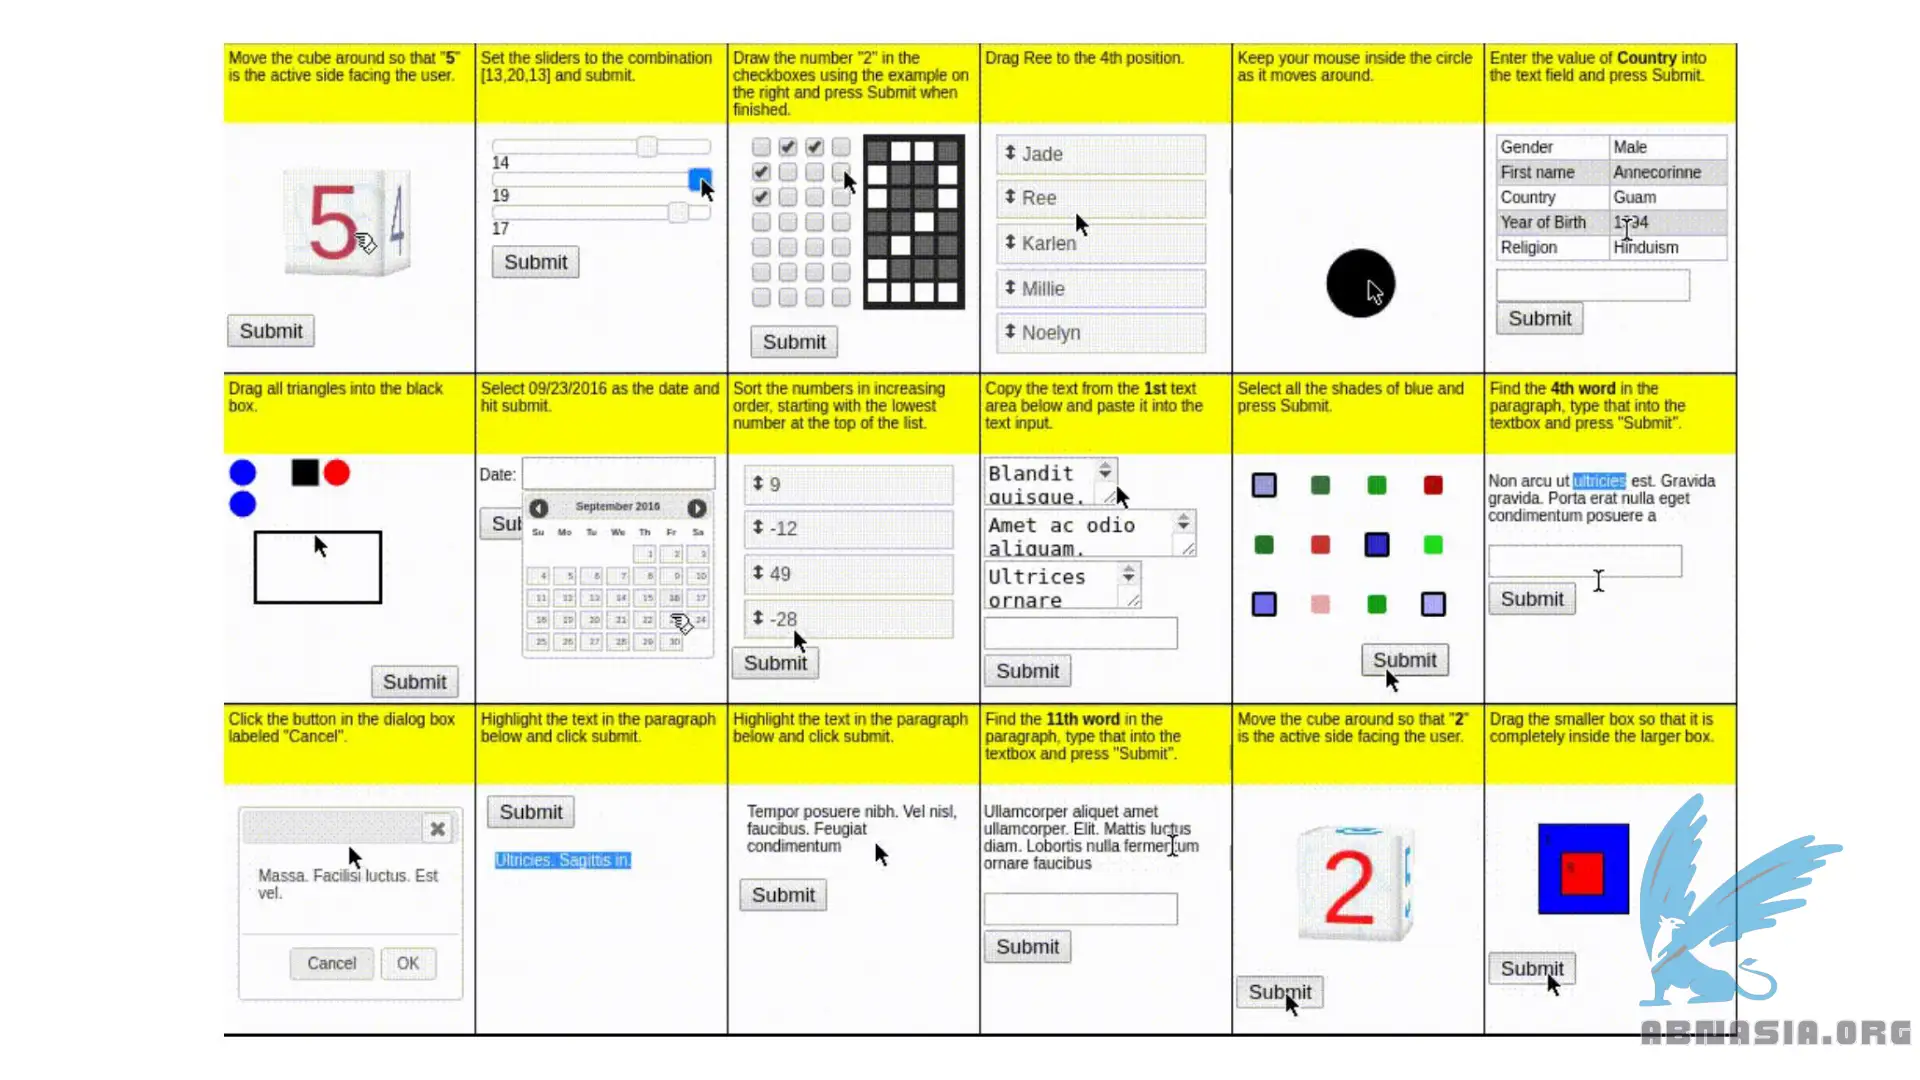 Move the cube around so that "5"
is the active side facing the user.
5
4
Submit
Set the sliders to the combination
[13,20,13] and submit.
14
19
17
Submit
Draw the number "2" in the
checkboxes using the example on
the right and press Submit when
finished.
Submit
Drag Ree to the 4th position.
Jade
Ree
Karlen
Millie
Noelyn
Keep your mouse inside the circle
as it moves around.
Enter the value of Country into
the text field and press Submit.
Gender Male
First name Annecorinne
Country Guam
Year of Birth
Religion Hinduism
Submit
Drag all triangles into the black
box.
Submit
Select 09/23/2016 as the date and
hit submit.
Date:
Sub
September 2016
Su Mo Tu We Th Fr Sa
1 2 3
4 5 6 7 8 9 10
11 12 13 14 15 16 17
18 19 20 21 22 24
25 26 27 28 29 30
Sort the numbers in increasing
order, starting with the lowest
number at the top of the list.
9
-12
49
-28
Submit
Copy the text from the 1st text
area below and paste it into the
text input.
Blandit
quisque.
Amet ac odio
aliquam.
Ultrices
ornare
Submit
Select all the shades of blue and
press Submit.
Submit
Find the 4th word in the
paragraph, type that into the
textbox and press "Submit".
Non arcu ut ultricies est. Gravida
gravida. Porta erat nulla eget
condimentum posuere a
Submit
Click the button in the dialog box
labeled "Cancel".
Massa. Facilisi luctus. Est
vel.
Cancel OK
Highlight the text in the paragraph
below and click submit.
Submit
Ultricies. Sagittis in.
Highlight the text in the paragraph
below and click submit.
Tempor posuere nibh. Vel nisl,
faucibus. Feugiat
condimentum
Submit
Find the 11th word in the
paragraph, type that into the
textbox and press "Submit".
Ullamcorper aliquet amet
ullamcorper. Elit. Mattis luctus
diam. Lobortis nulla fermentum
ornare faucibus
Submit
Move the cube around so that "2"
is the active side facing the user.
2
Submit
Drag the smaller box so that it is
completely inside the larger box.
Submit
ABNASIA.ORG